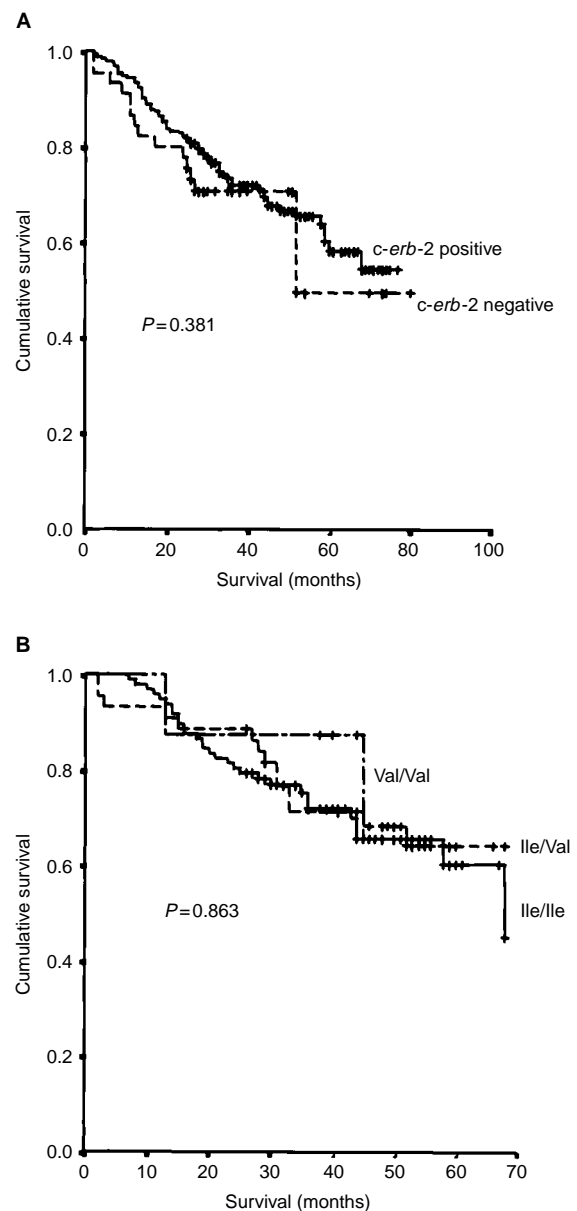 A
1.0
0.8
0.6
0.4
0.2
0.0
Cumulative survival
c-erb-2 positive
c-erb-2 negative
P=0.381
0 20 40 60 80 100
Survival (months)
B
1.0
0.8
0.6
0.4
0.2
0.0
Cumulative survival
Val/Val
Ile/Val
Ile/Ile
P=0.863
0 10 20 30 40 50 60 70
Survival (months)